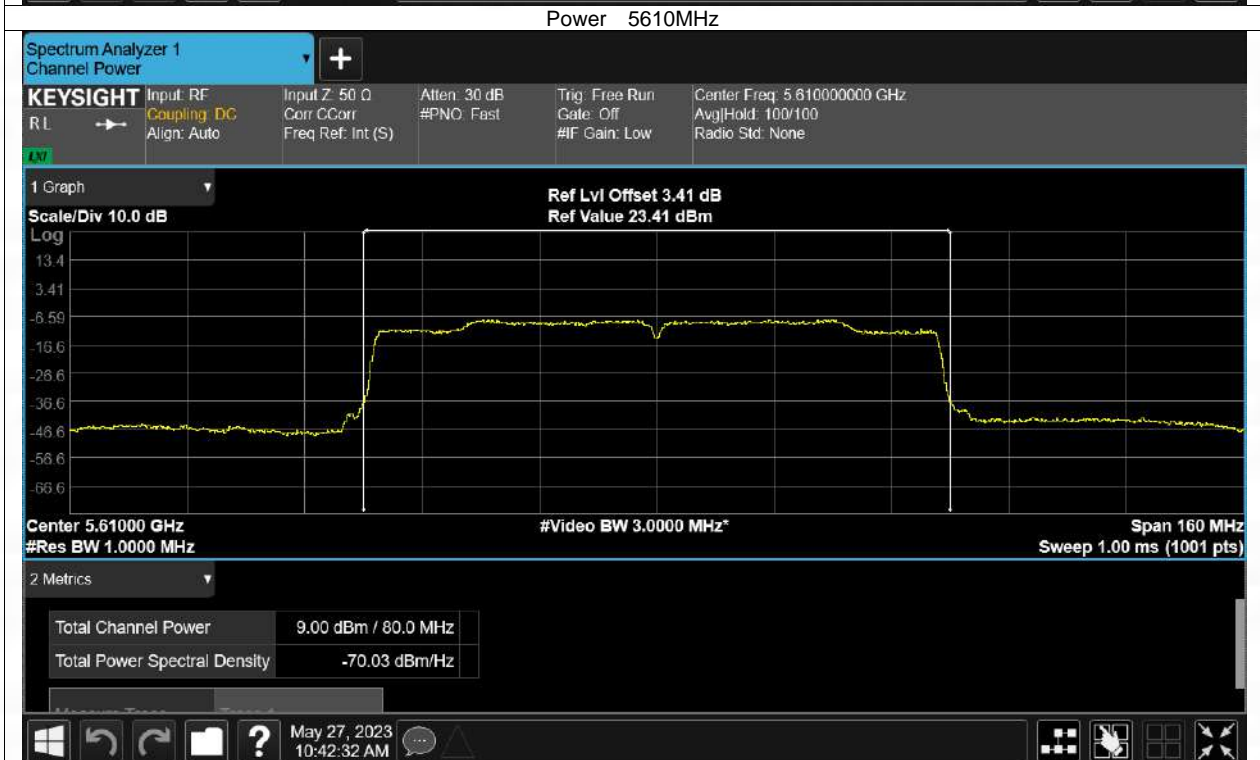 Power 5610MHz
Spectrum Analyzer 1
Channel Power
+
KEYSIGHT Input: RF Input Z: 50 Ω Atten: 30 dB Trig: Free Run Center Freq: 5.610000000 GHz
RL Coupling: DC Corr CCorr #PNO: Fast Gate: Off Avg|Hold: 100/100
Align: Auto Freq Ref: Int (S) #IF Gain: Low Radio Std: None
LXI
1 Graph
Ref Lvl Offset 3.41 dB
Scale/Div 10.0 dB Ref Value 23.41 dBm
Log
13.4
3.41
-6.59
-16.6
-26.6
-36.6
-46.6
-56.6
-66.6
Center 5.61000 GHz #Video BW 3.0000 MHz* Span 160 MHz
#Res BW 1.0000 MHz Sweep 1.00 ms (1001 pts)
2 Metrics
Total Channel Power 9.00 dBm / 80.0 MHz
Total Power Spectral Density -70.03 dBm/Hz
?
May 27, 2023
10:42:32 AM